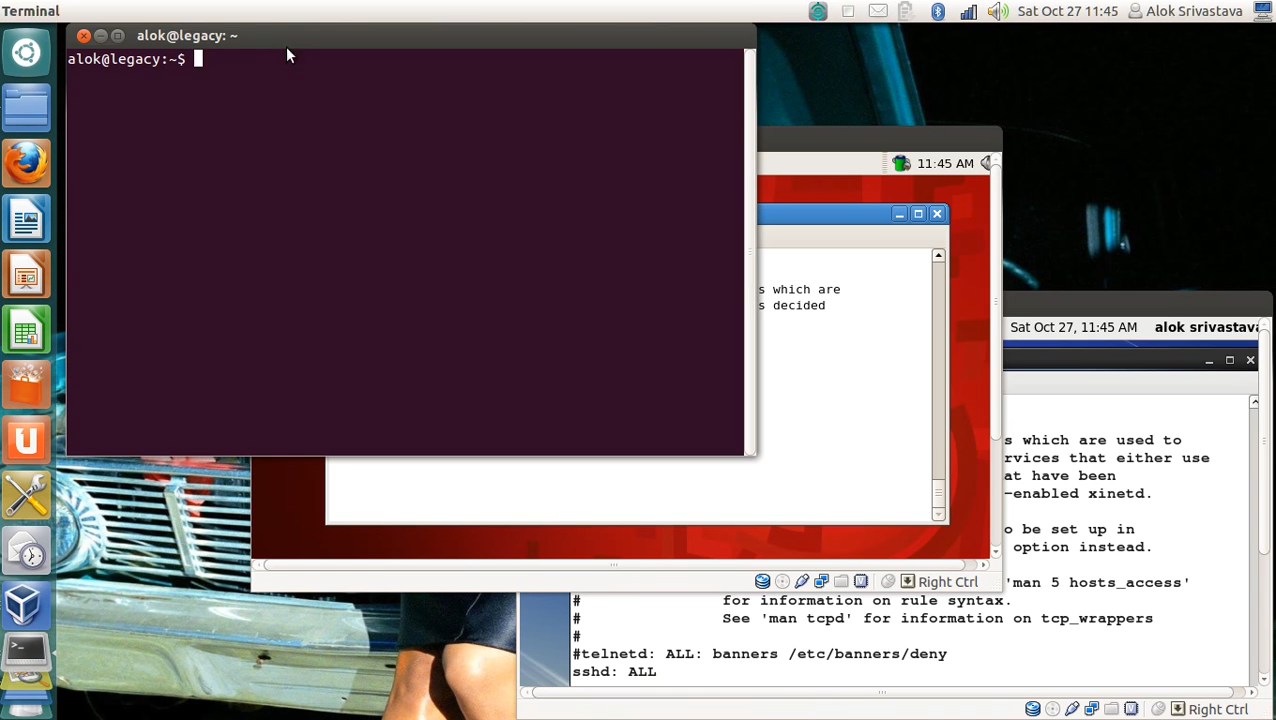 Terminal
Sat Oct 27 11:45
Alok Srivastava
alok@legacy: ~
alok@legacy:~$
11:45 AM
s which are
s decided
Right Ctrl
Sat Oct 27, 11:45 AM
alok srivastava
s which are used to
rvices that either use
at have been
-enabled xinetd.
o be set up in
option instead.
'man 5 hosts_access'
# for information on rule syntax.
# See 'man tcpd' for information on tcp_wrappers
#
#telnetd: ALL: banners /etc/banners/deny
sshd: ALL
Right Ctrl